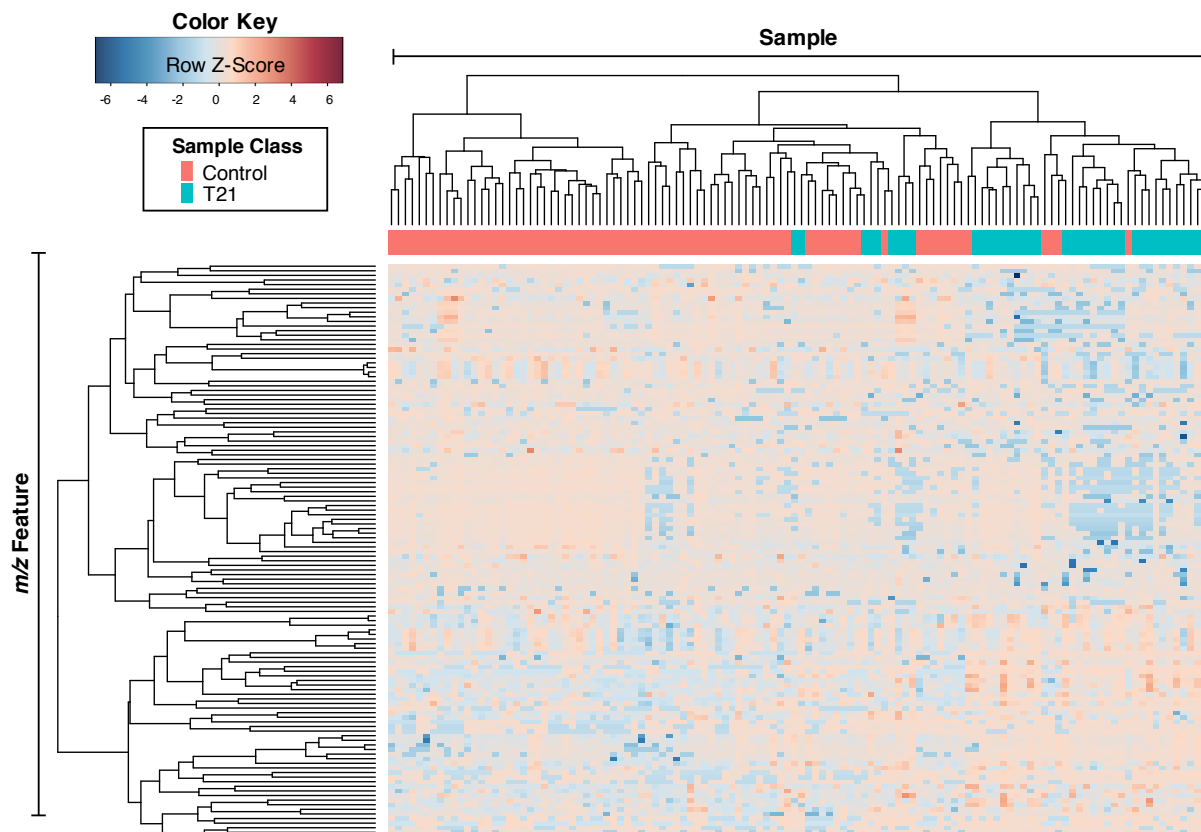 Color Key
Row Z-Score
-6 -4 -2 0 2 4 6
Sample Class
Control
T21
Sample
m/z Feature